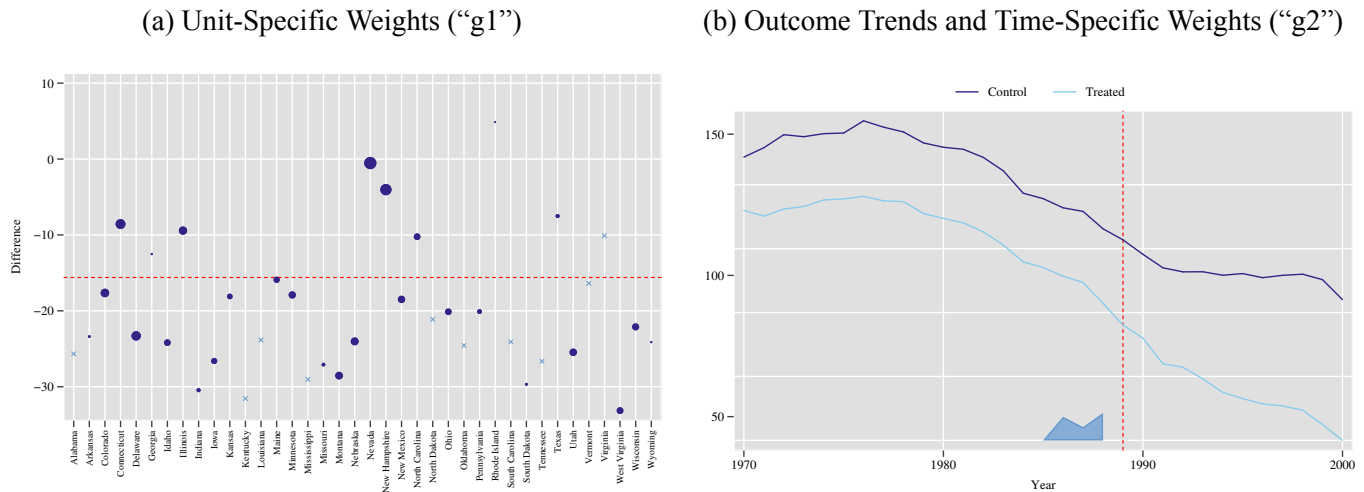 (a) Unit-Specific Weights (“g1”)
10
0
−10
−20
−30
Difference
Alabama
Arkansas
Colorado
Connecticut
Delaware
Georgia
Idaho
Illinois
Indiana
Iowa
Kansas
Kentucky
Louisiana
Maine
Minnesota
Mississippi
Missouri
Montana
Nebraska
Nevada
New Hampshire
New Mexico
North Carolina
North Dakota
Ohio
Oklahoma
Pennsylvania
Rhode Island
South Carolina
South Dakota
Tennessee
Texas
Utah
Vermont
Virginia
West Virginia
Wisconsin
Wyoming
(b) Outcome Trends and Time-Specific Weights (“g2”)
Control Treated
150
100
50
1970 1980 1990 2000
Year